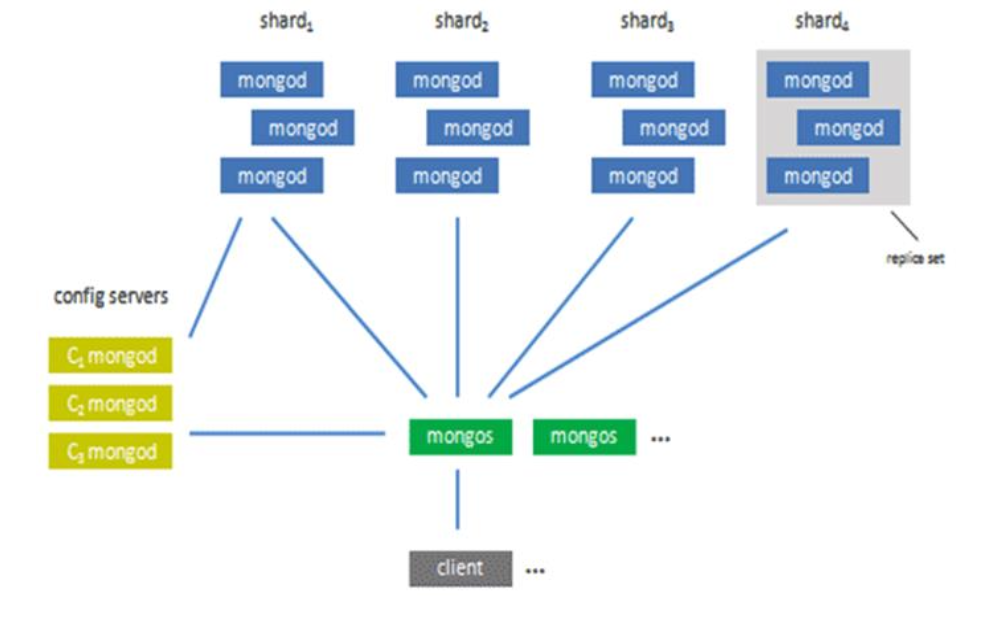 shard₁ shard₂ shard₃ shard₄
mongod mongod mongod mongod
mongod mongod mongod mongod
mongod mongod mongod mongod
replica set
config servers
C₁ mongod
C₂ mongod
C₃ mongod
mongos mongos ...
client ...